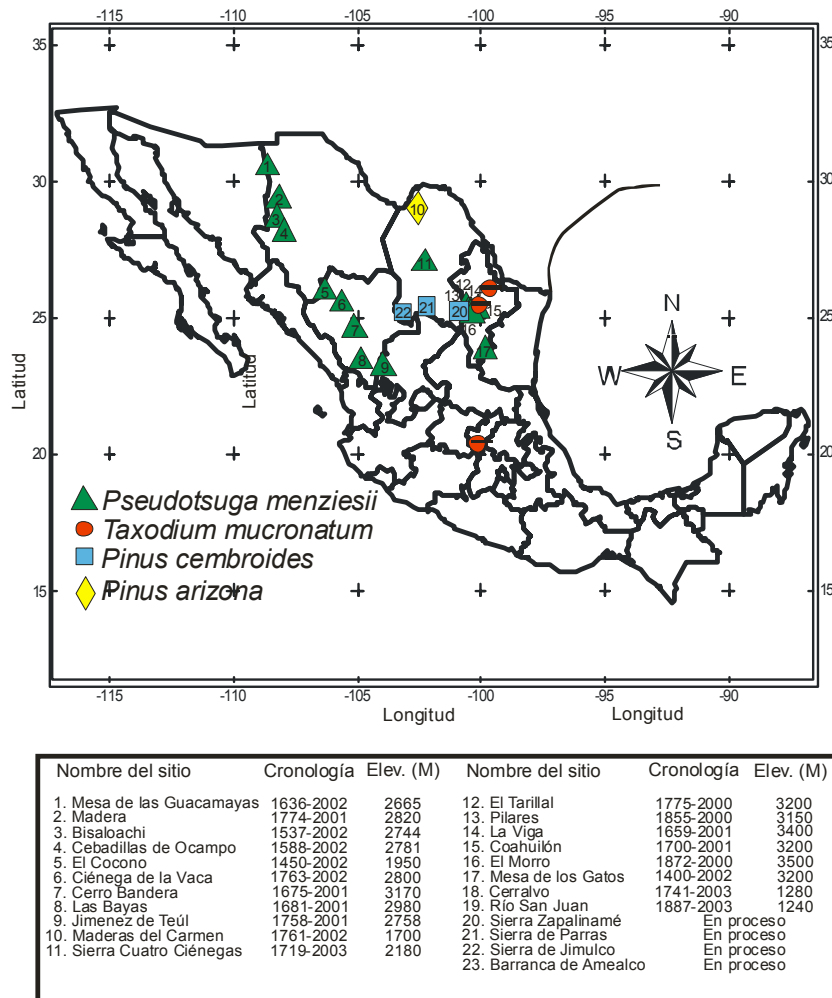 -115 -110 -105 -100 -95 -90
35 35
30 30
25 25
20 20
15 15
1
2
3
4
10
11
12
14
13
5
6
22
21
20
15
16
7
17
8
9
N
W E
S
Latitud
Latitud
Pseudotsuga menziesii
Taxodium mucronatum
Pinus cembroides
Pinus arizona
-115 -110 -105 -100 -95 -90
Longitud Longitud
Nombre del sitio Cronología Elev. (M) Nombre del sitio Cronología Elev. (M)
1. Mesa de las Guacamayas 1636-2002 2665 12. El Tarillal 1775-2000 3200
2. Madera 1774-2001 2820 13. Pilares 1855-2000 3150
3. Bisaloachi 1537-2002 2744 14. La Viga 1659-2001 3400
4. Cebadillas de Ocampo 1588-2002 2781 15. Coahuilón 1700-2001 3200
5. El Cocono 1450-2002 1950 16. El Morro 1872-2000 3500
6. Ciénega de la Vaca 1763-2002 2800 17. Mesa de los Gatos 1400-2002 3200
7. Cerro Bandera 1675-2001 3170 18. Cerralvo 1741-2003 1280
8. Las Bayas 1681-2001 2980 19. Río San Juan 1887-2003 1240
9. Jimenez de Teúl 1758-2001 2758 20. Sierra Zapalinamé En proceso
10. Maderas del Carmen 1761-2002 1700 21. Sierra de Parras En proceso
11. Sierra Cuatro Ciénegas 1719-2003 2180 22. Sierra de Jimulco En proceso
23. Barranca de Amealco En proceso